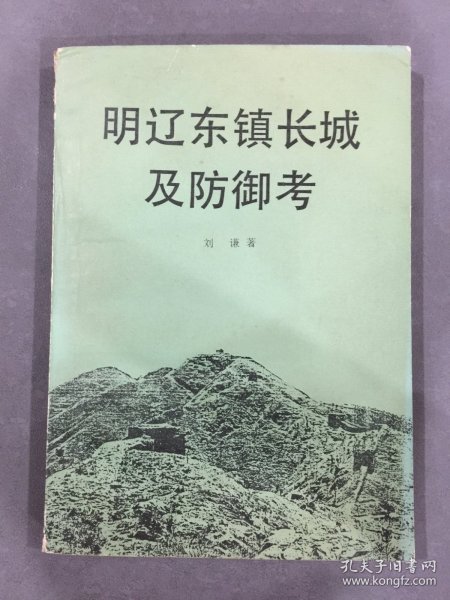 明辽东镇长城
及防御考
刘 谦 著
孔夫子旧书网
www.kongfz.com